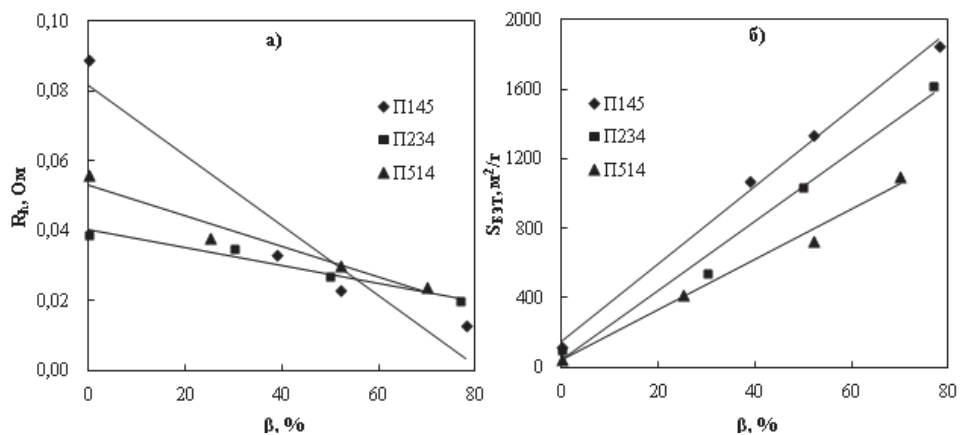 а)
R_h, Ом
0,10
0,08
0,06
0,04
0,02
0,00
0 20 40 60 80
β, %
П145
П234
П514
б)
S_БЭТ, м²/г
2000
1600
1200
800
400
0
0 20 40 60 80
β, %
П145
П234
П514